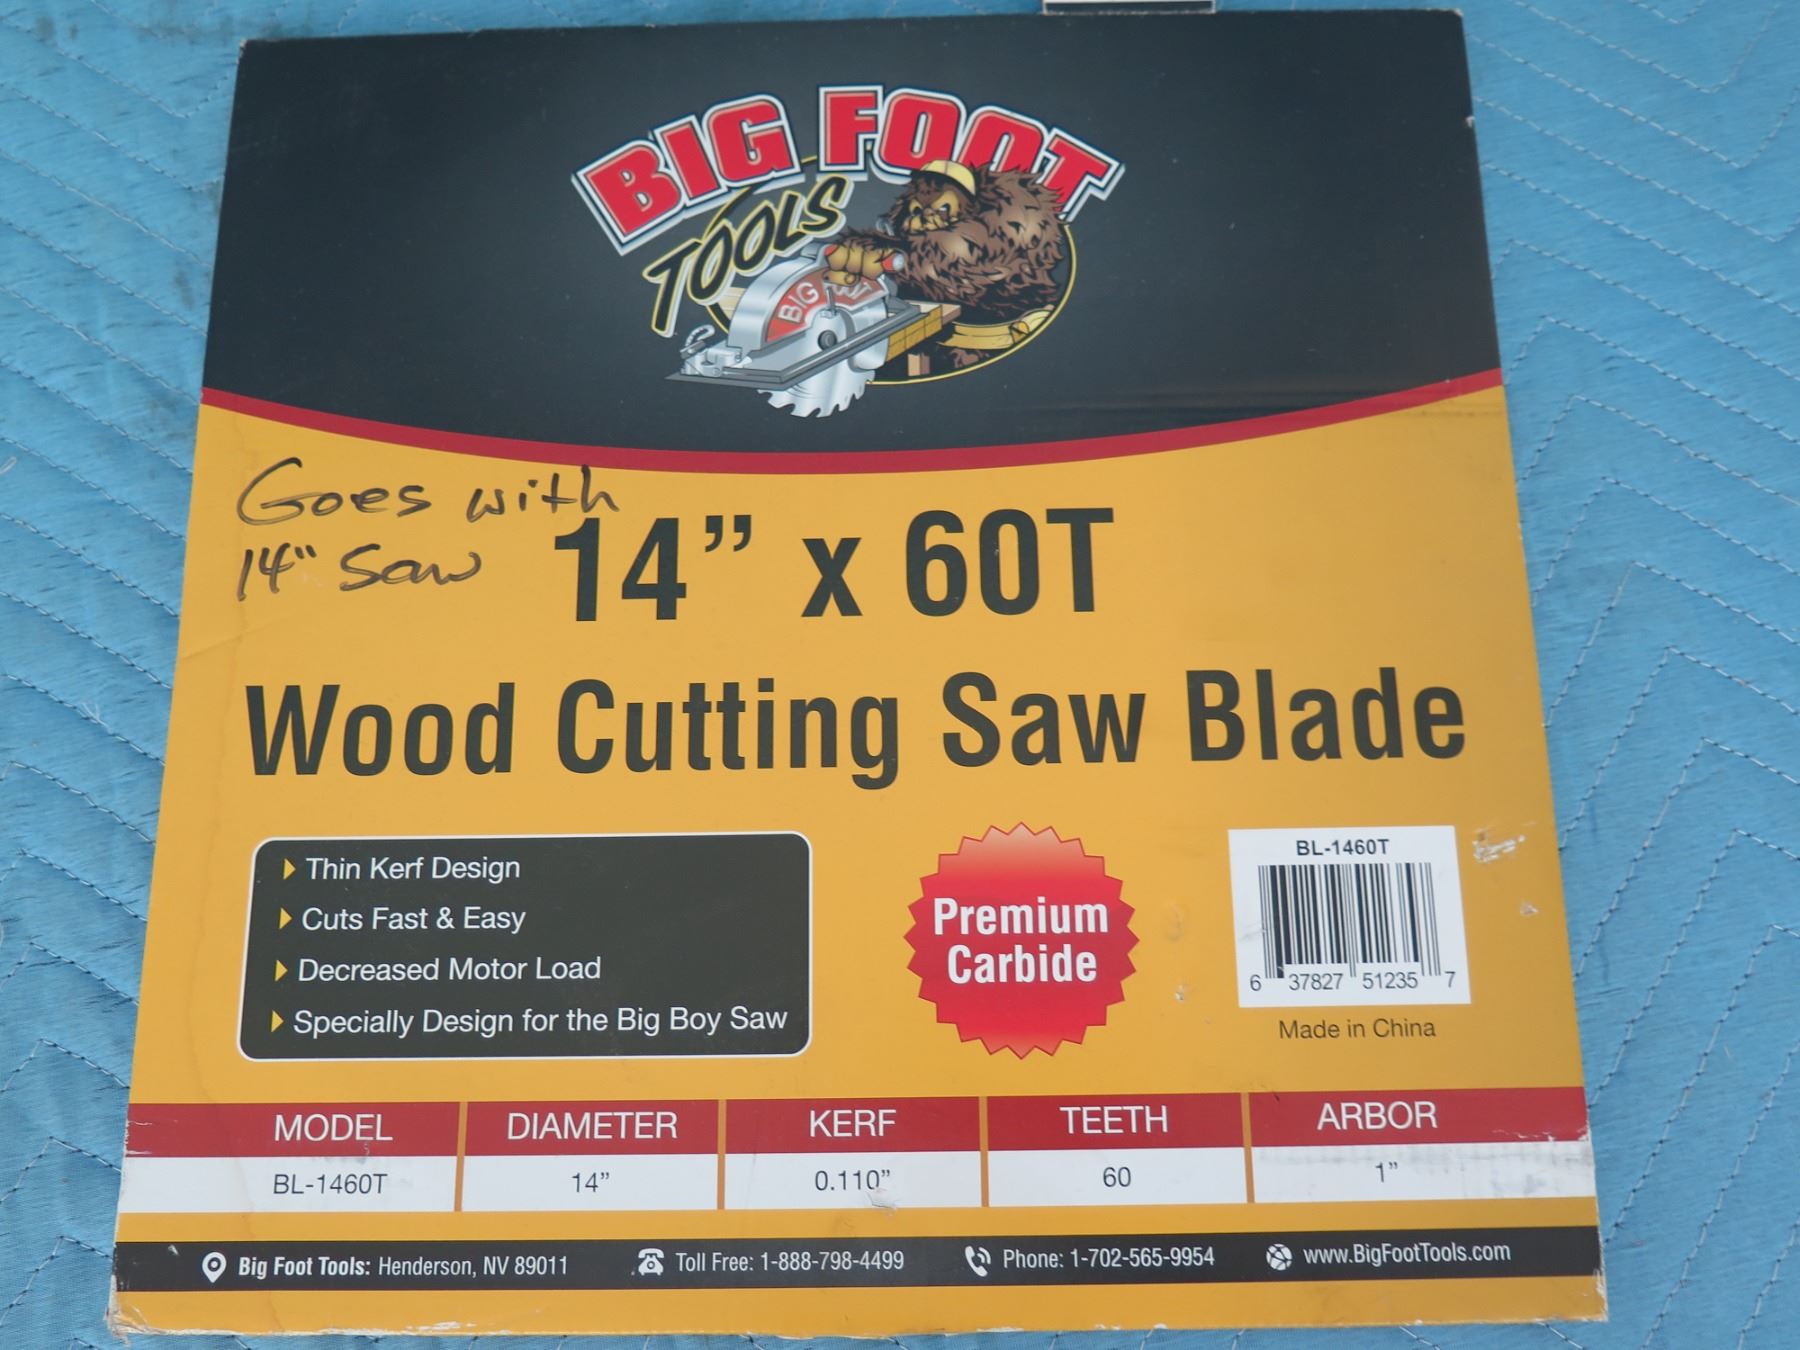 BIG FOOT
TOOLS
BIG
Goes with
14" Saw
14” x 60T
Wood Cutting Saw Blade
Thin Kerf Design
Cuts Fast & Easy
Decreased Motor Load
Specially Design for the Big Boy Saw
Premium
Carbide
BL-1460T
6 37827 51235 7
Made in China
MODEL DIAMETER KERF TEETH ARBOR
BL-1460T 14” 0.110” 60 1”
Big Foot Tools: Henderson, NV 89011 Toll Free: 1-888-798-4499 Phone: 1-702-565-9954 www.BigFootTools.com